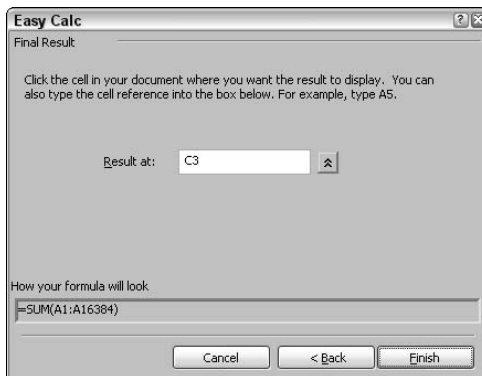 Easy Calc
Final Result
Click the cell in your document where you want the result to display. You can
also type the cell reference into the box below. For example, type A5.
Result at: C3
How your formula will look
=SUM(A1:A16384)
Cancel < Back Finish